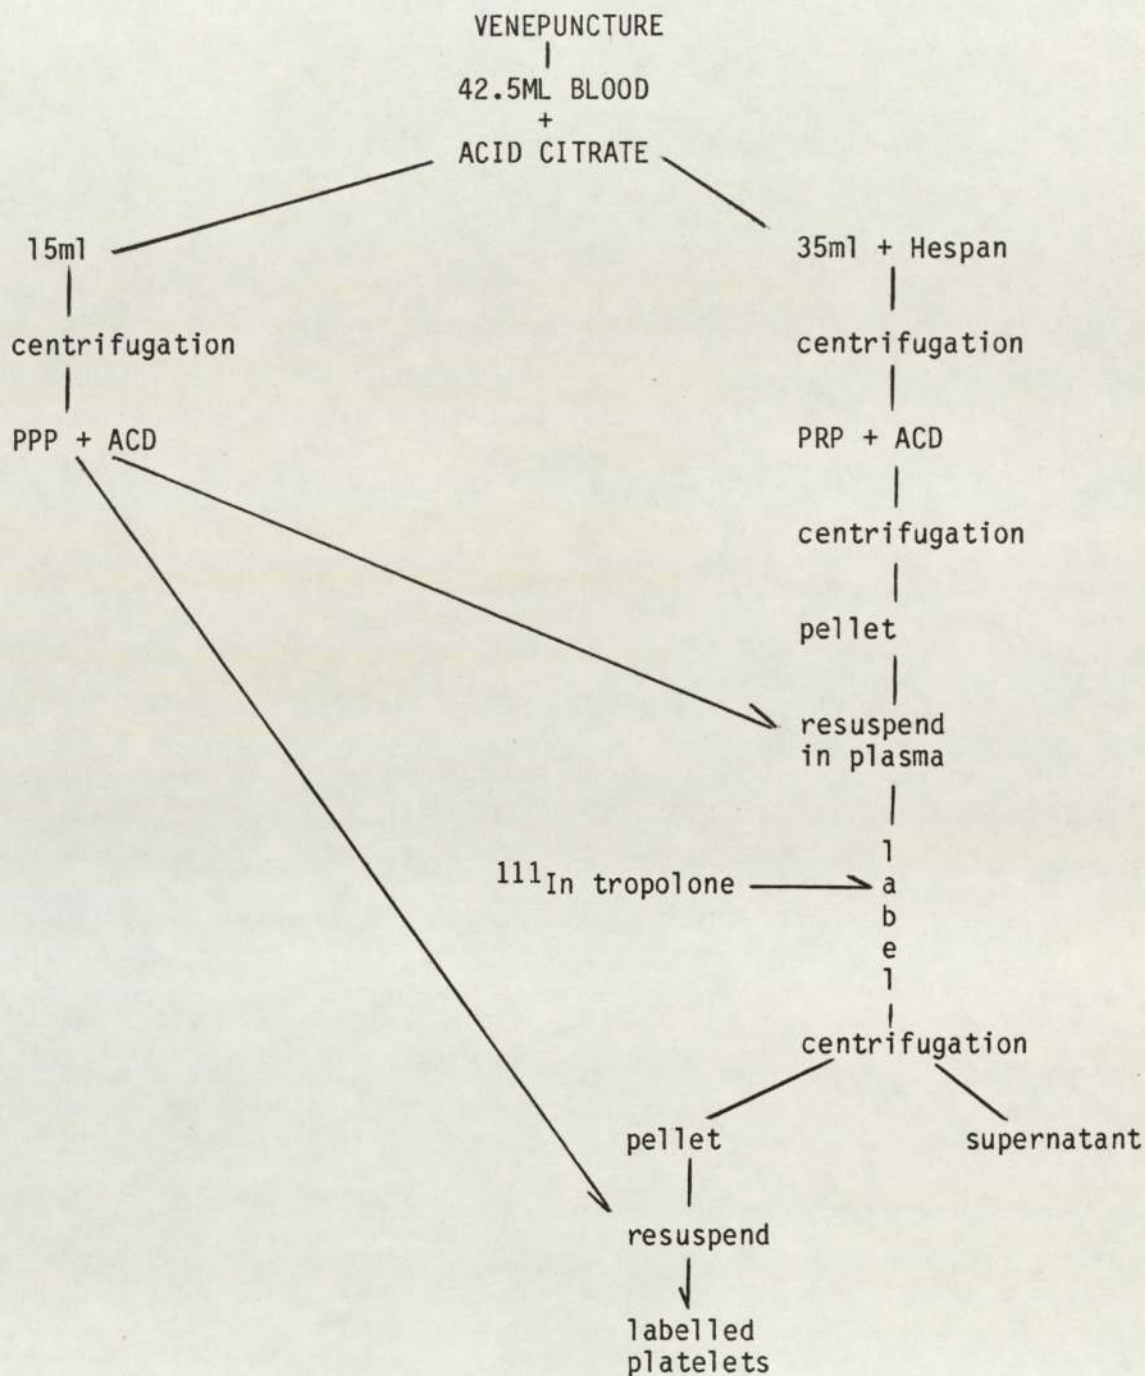 VENEPUNCTURE
42.5ML BLOOD
+
ACID CITRATE
15ml
35ml + Hespan
centrifugation
centrifugation
PPP + ACD
PRP + ACD
centrifugation
pellet
resuspend
in plasma
111In tropolone
label
centrifugation
pellet
supernatant
resuspend
labelled
platelets